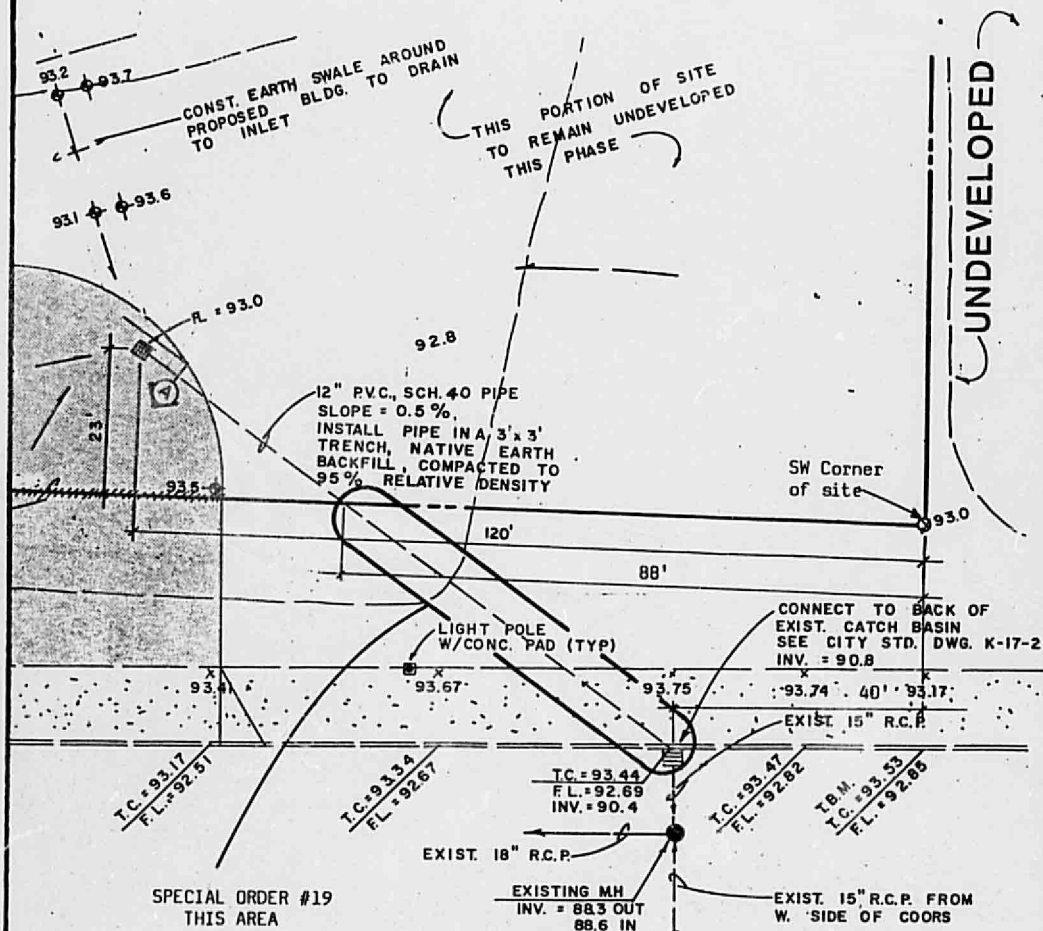 93.2
93.7
CONST. EARTH SWALE AROUND
PROPOSED BLDG. TO DRAIN
TO INLET
THIS PORTION OF SITE
TO REMAIN UNDEVELOPED
THIS PHASE
UNDEVELOPED
93.1
93.6
FL = 93.0
92.8
A
23'
12" P.V.C., SCH. 40 PIPE
SLOPE = 0.5%,
INSTALL PIPE IN A 3' x 3'
TRENCH, NATIVE EARTH
BACKFILL, COMPACTED TO
95% RELATIVE DENSITY
93.5
SW Corner
of site
93.0
120'
88'
CONNECT TO BACK OF
EXIST. CATCH BASIN
SEE CITY STD. DWG. K-17-2
INV. = 90.8
LIGHT POLE
W/CONC. PAD (TYP)
93.41
93.67
93.75
93.74
40'
93.17
EXIST. 15" R.C.P.
T.C. = 93.17
F.L. = 92.51
T.C. = 93.34
F.L. = 92.67
T.C. = 93.44
F.L. = 92.69
INV. = 90.4
T.C. = 93.47
F.L. = 92.82
T.B.M.
T.C. = 93.53
F.L. = 92.85
EXIST. 18" R.C.P.
SPECIAL ORDER #19
THIS AREA
EXISTING MH
INV. = 88.3 OUT
88.6 IN
EXIST. 15" R.C.P. FROM
W. SIDE OF COORS